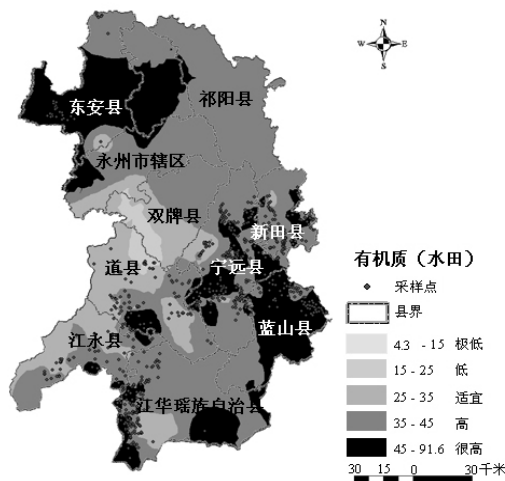 N
W E
S
东安县
祁阳县
永州市辖区
双牌县
新田县
道县
宁远县
蓝山县
江永县
江华瑶族自治县
有机质（水田）
采样点
县界
4.3 - 15 极低
15 - 25 低
25 - 35 适宜
35 - 45 高
45 - 91.6 很高
30 15 0 30千米